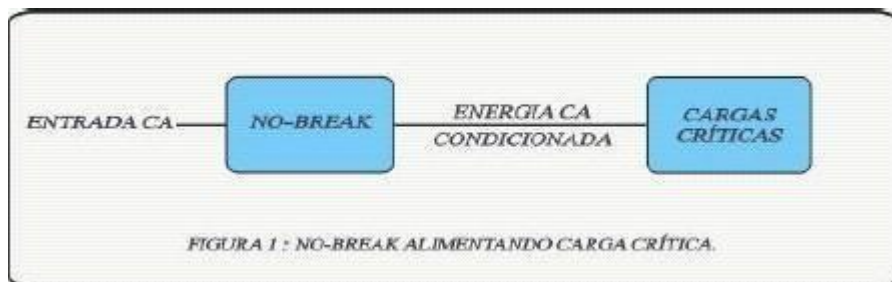 ENTRADA CA
NO-BREAK
ENERGIA CA
CONDICIONADA
CARGAS
CRÍTICAS
FIGURA 1 : NO-BREAK ALIMENTANDO CARGA CRÍTICA.